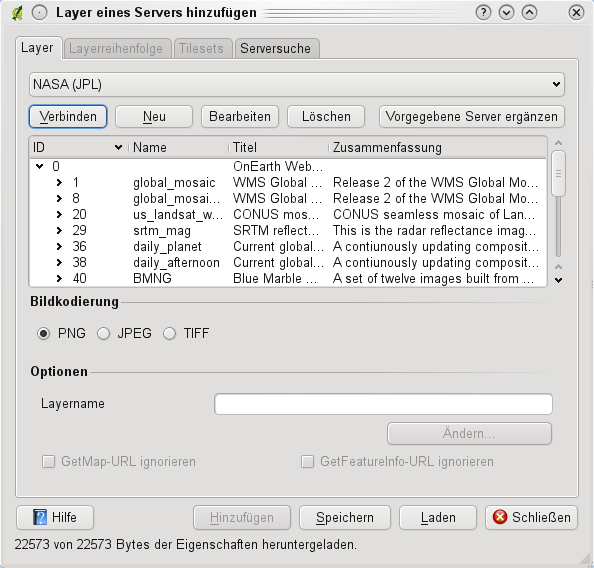 Layer eines Servers hinzufügen
Layer Layerreihenfolge Tilesets Serversuche
NASA (JPL)
Verbinden Neu Bearbeiten Löschen Vorgegebene Server ergänzen
ID Name Titel Zusammenfassung
0 OnEarth Web...
1 global_mosaic WMS Global ... Release 2 of the WMS Global Mo...
8 global_mosai... WMS Global ... Release 2 of the WMS Global Mo...
20 us_landsat_w... CONUS mos... CONUS seamless mosaic of Lan...
29 srtm_mag SRTM reflect... This is the radar reflectance imag...
36 daily_planet Current global... A contiunously updating composit...
38 daily_afternoon Current global... A contiunously updating composit...
40 BMNG Blue Marble ... A set of twelve images built from ...
Bildkodierung
PNG JPEG TIFF
Optionen
Layername
Ändern...
GetMap-URL ignorieren GetFeatureInfo-URL ignorieren
Hilfe Hinzufügen Speichern Laden Schließen
22573 von 22573 Bytes der Eigenschaften heruntergeladen.